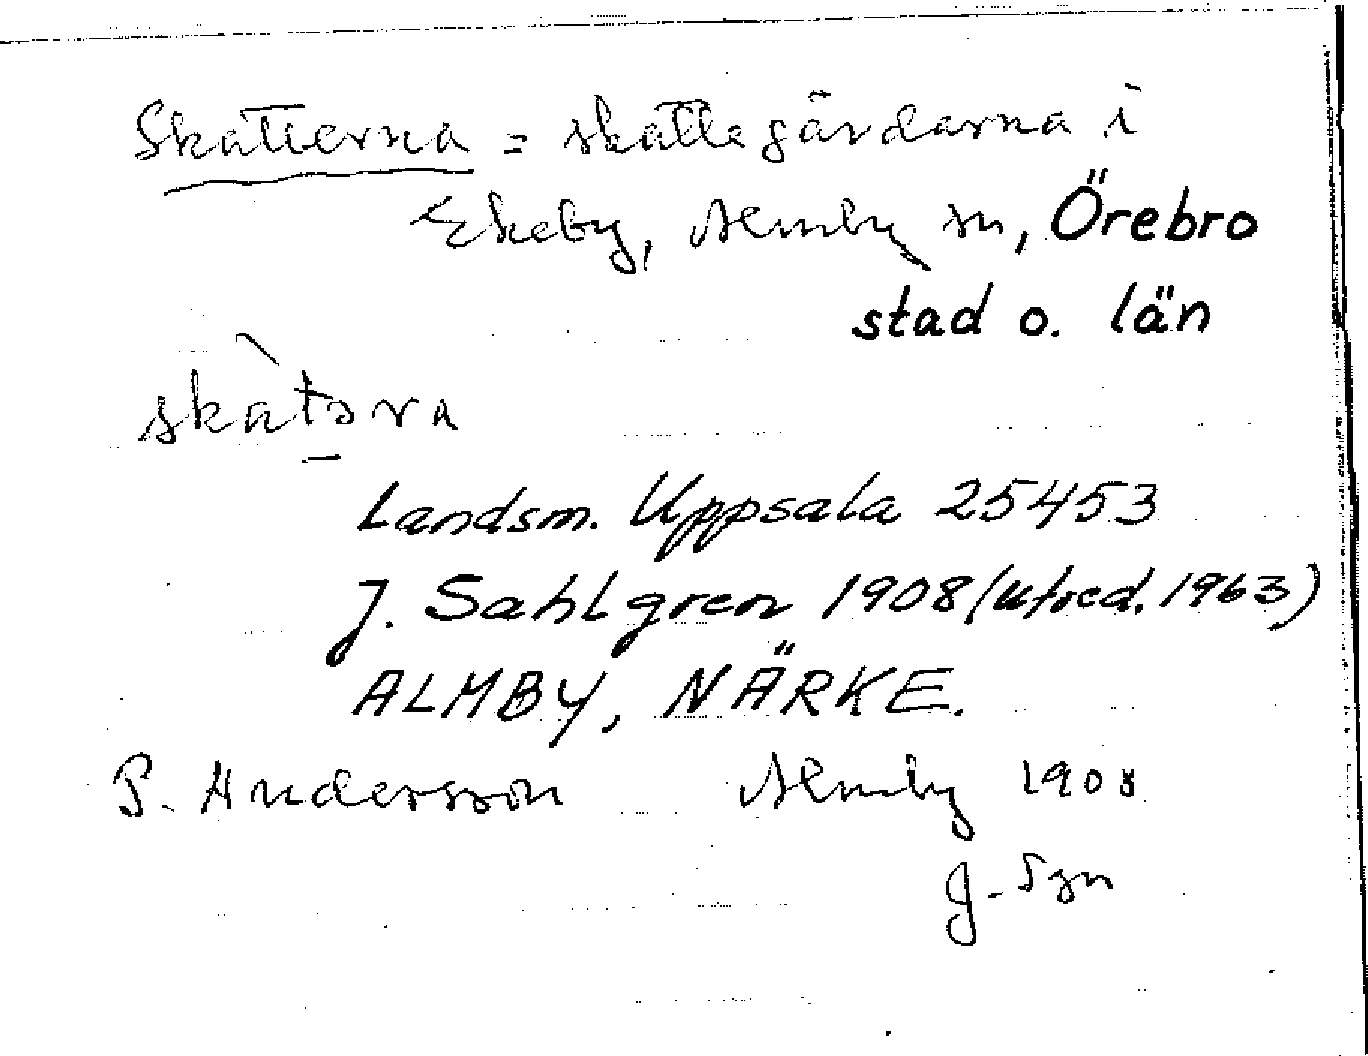 Skatterna = skattegårdarna i
Ekeby, Almby sn, Örebro
stad o. län
skàtəra
Landsm. Uppsala 25453
J. Sahlgren 1908 (utred. 1963)
ALMBY, NÄRKE.
P. Andersson Almby 1908
J. Sgn